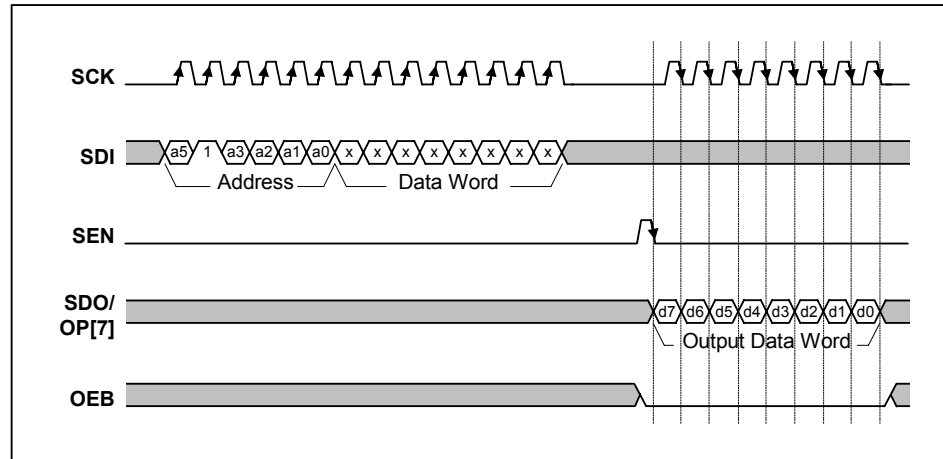 SCK
SDI
a5 1 a3 a2 a1 a0 x x x x x x x x
Address Data Word
SEN
SDO/
OP[7]
d7 d6 d5 d4 d3 d2 d1 d0
Output Data Word
OEB